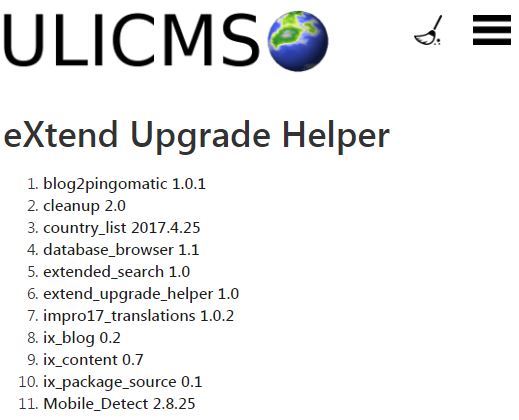 ULICMS
eXtend Upgrade Helper
1. blog2pingomatic 1.0.1
2. cleanup 2.0
3. country_list 2017.4.25
4. database_browser 1.1
5. extended_search 1.0
6. extend_upgrade_helper 1.0
7. impro17_translations 1.0.2
8. ix_blog 0.2
9. ix_content 0.7
10. ix_package_source 0.1
11. Mobile_Detect 2.8.25